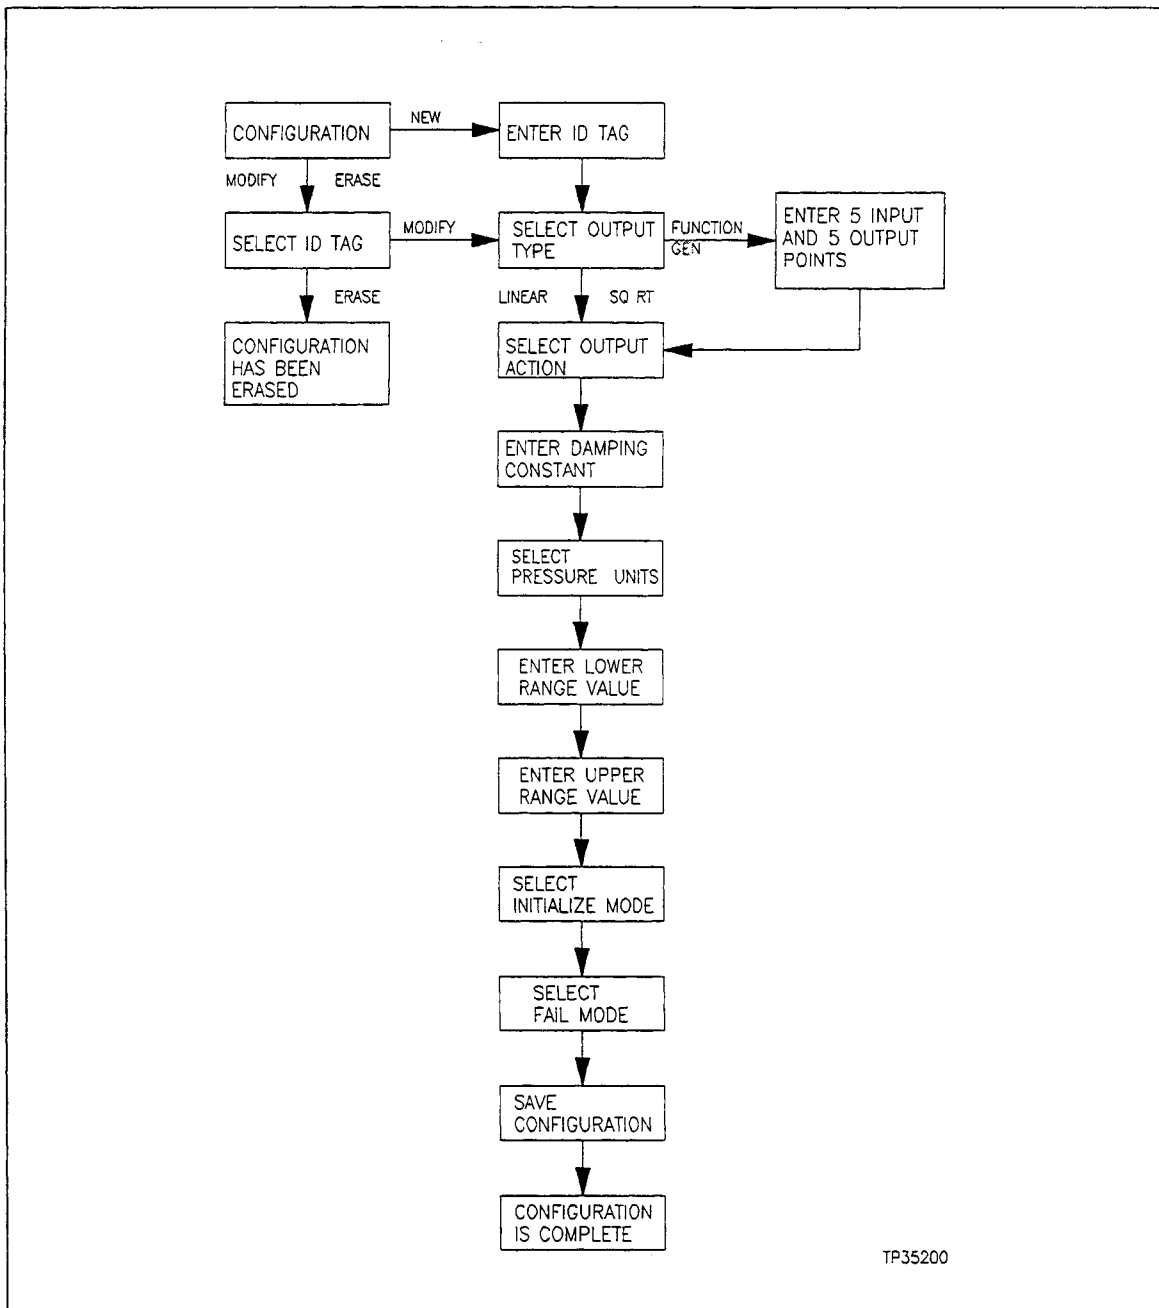 CONFIGURATION
NEW
ENTER ID TAG
MODIFY
ERASE
SELECT ID TAG
MODIFY
SELECT OUTPUT
TYPE
FUNCTION
GEN
ENTER 5 INPUT
AND 5 OUTPUT
POINTS
ERASE
LINEAR
SQ RT
CONFIGURATION
HAS BEEN
ERASED
SELECT OUTPUT
ACTION
ENTER DAMPING
CONSTANT
SELECT
PRESSURE UNITS
ENTER LOWER
RANGE VALUE
ENTER UPPER
RANGE VALUE
SELECT
INITIALIZE MODE
SELECT
FAIL MODE
SAVE
CONFIGURATION
CONFIGURATION
IS COMPLETE
TP35200